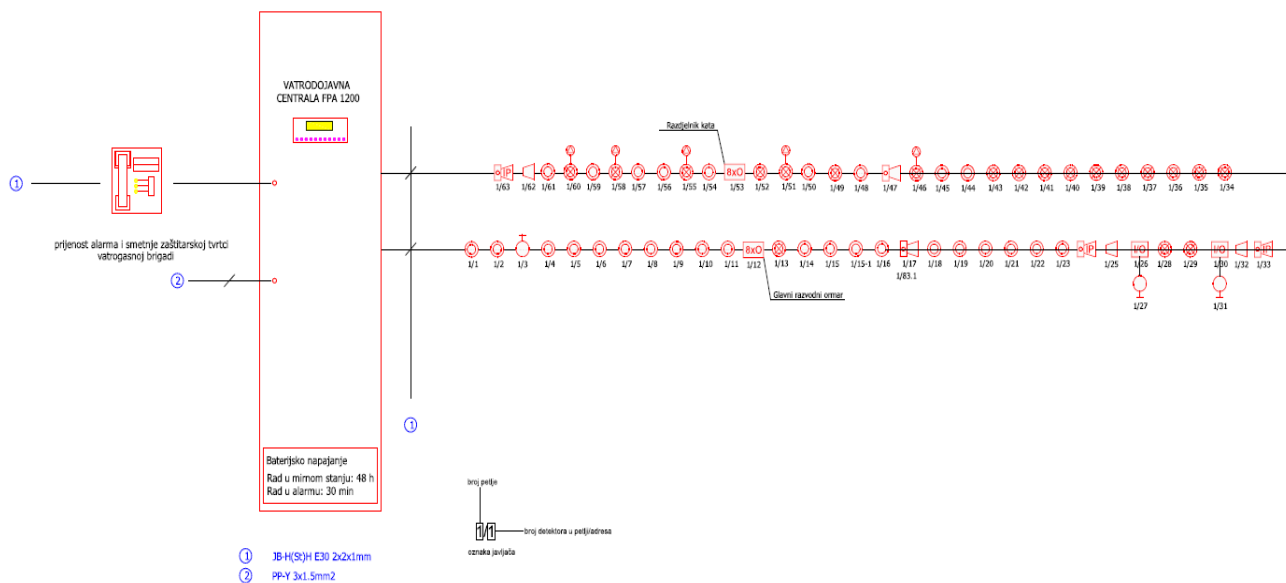 VATRODOJAVNA
CENTRALA FPA 1200
1
prijenost alarma i smetnje zaštitarskoj tvrtci
vatrogasnoj brigadi
2
Razdjelnik kata
IP
8xO
1/63 1/62 1/61 1/60 1/59 1/58 1/57 1/56 1/55 1/54 1/53 1/52 1/51 1/50 1/49 1/48 1/47 1/46 1/45 1/44 1/43 1/42 1/41 1/40 1/39 1/38 1/37 1/36 1/35 1/34
8xO IP I/O I/O IP
1/1 1/2 1/3 1/4 1/5 1/6 1/7 1/8 1/9 1/10 1/11 1/12 1/13 1/14 1/15 1/15-1 1/16 1/17 1/18 1/19 1/20 1/21 1/22 1/23 1/25 1/26 1/28 1/29 1/30 1/32 1/33
1/83.1
1/27 1/31
Glavni razvodni ormar
1
Baterijsko napajanje
Rad u mirnom stanju: 48 h
Rad u alarmu: 30 min
broj petlje
1/1
broj detektora u petlji/adresa
oznaka javljača
1 JB-H(St)H E30 2x2x1mm
2 PP-Y 3x1.5mm2